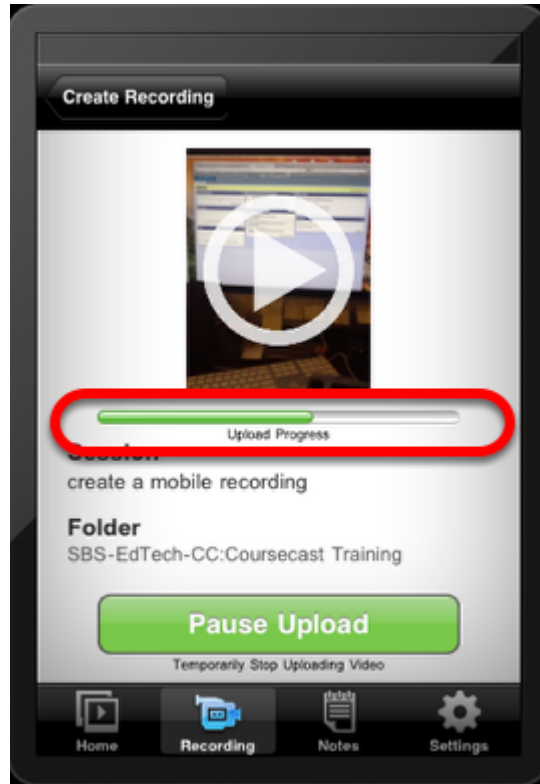 Create Recording
Upload Progress
Session
create a mobile recording
Folder
SBS-EdTech-CC:Coursecast Training
Pause Upload
Temporarily Stop Uploading Video
Home Recording Notes Settings